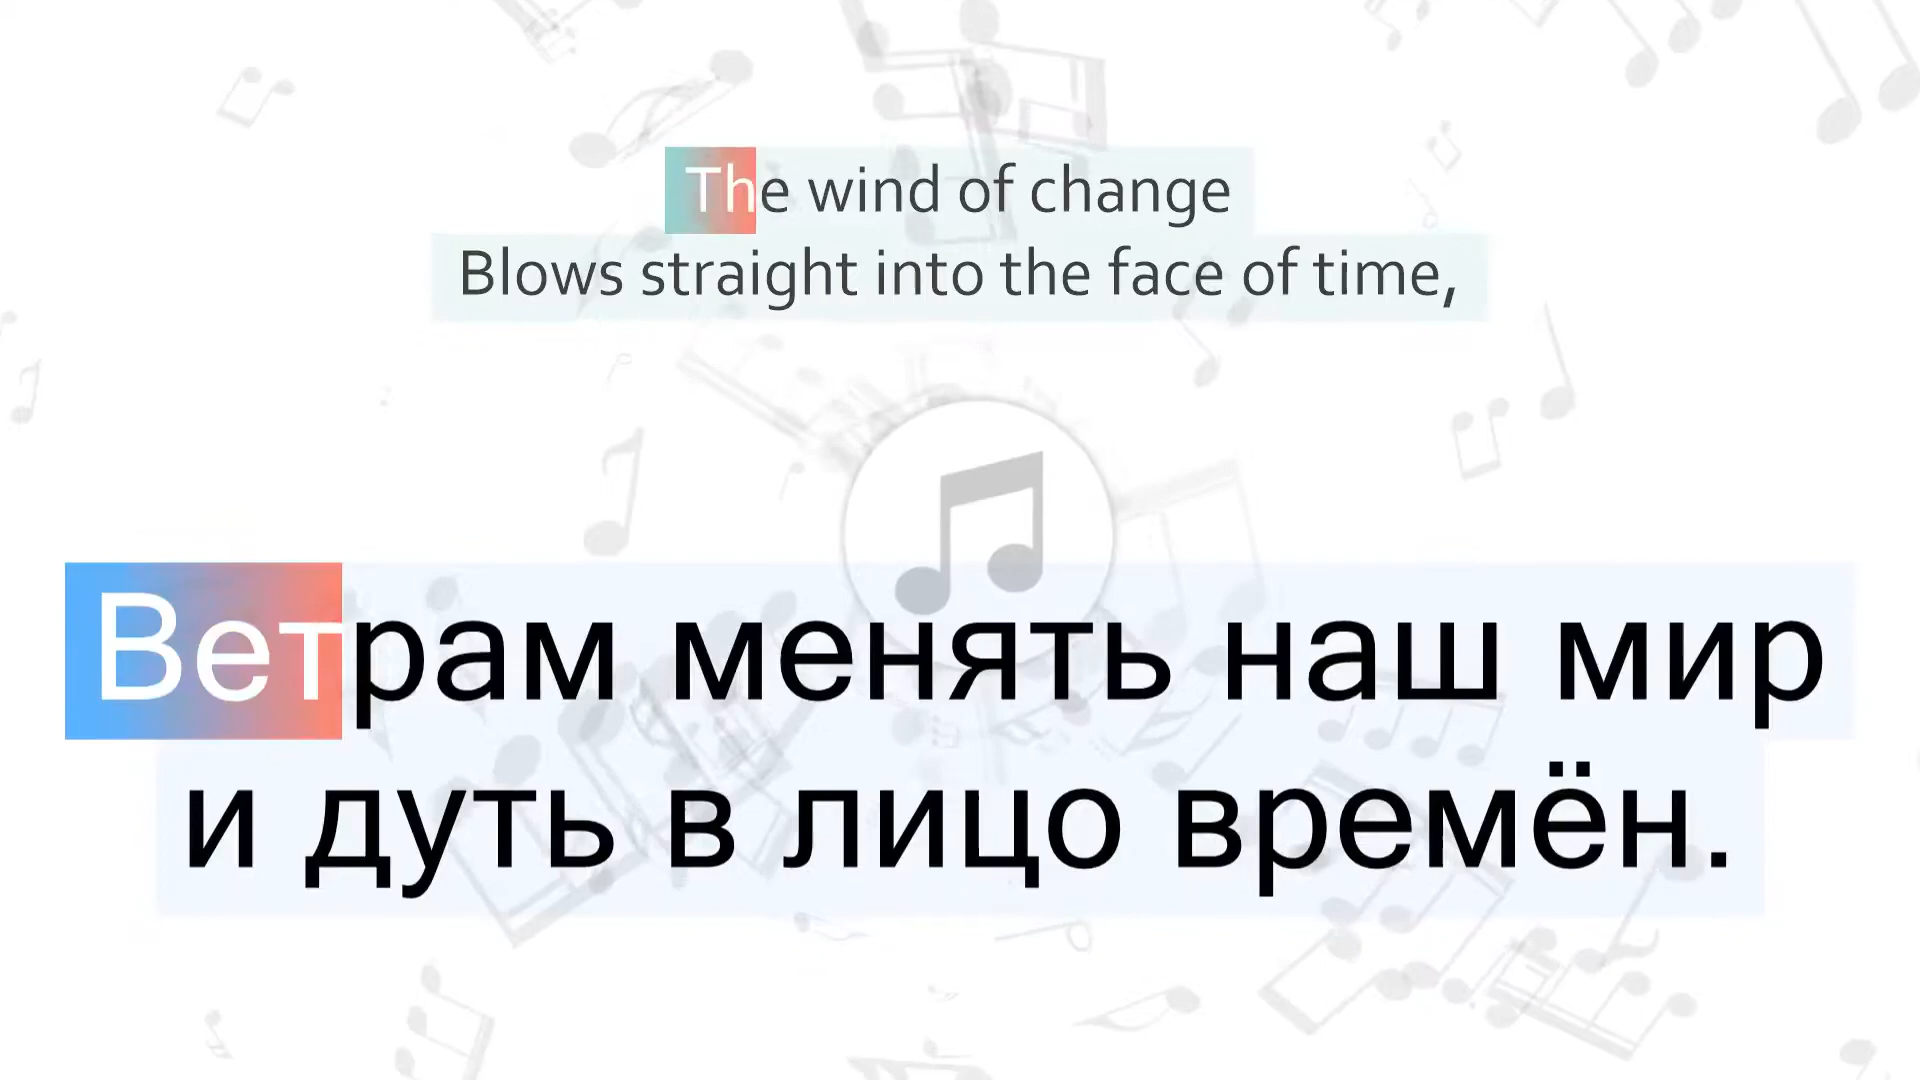 The wind of change
Blows straight into the face of time,
Ветрам менять наш мир
и дуть в лицо времён.